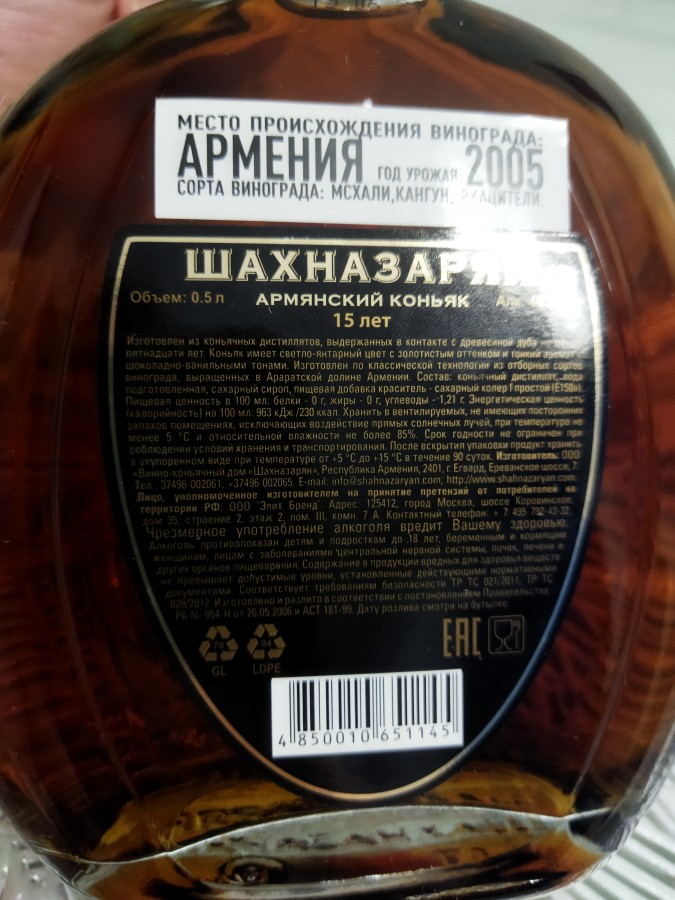 МЕСТО ПРОИСХОЖДЕНИЯ ВИНОГРАДА:
АРМЕНИЯ ГОД УРОЖАЯ 2005
СОРТА ВИНОГРАДА: МСХАЛИ,КАНГУН, РКАЦИТЕЛИ.
ШАХНАЗАРЯН
Объем: 0.5 л АРМЯНСКИЙ КОНЬЯК Алк.
15 лет
Изготовлен из коньячных дистиллятов, выдержанных в контакте с древесиной дуба не
пятнадцати лет. Коньяк имеет светло-янтарный цвет с золотистым оттенком и тонкий аромат с
шоколадно-ванильными тонами. Изготовлен по классической технологии из отборных сортов
винограда, выращенных в Араратской долине Армении. Состав: коньячный дистиллят, вода
подготовленная, сахарный сироп, пищевая добавка краситель - сахарный колер I простой (Е150а).
Пищевая ценность в 100 мл: белки - 0 г, жиры - 0 г, углеводы -1,21 г. Энергетическая ценность
(калорийность) на 100 мл: 963 кДж /230 ккал. Хранить в вентилируемых, не имеющих посторонних
запахов помещениях, исключающих воздействие прямых солнечных лучей, при температуре не
менее 5 °С и относительной влажности не более 85%. Срок годности не ограничен при
соблюдении условий хранения и транспортирования. После вскрытия упаковки продукт хранить
в укупоренном виде при температуре от +5 °С до +15 °С в течение 90 суток. Изготовитель: ООО
«Винно-коньячный дом «Шахназарян», Республика Армения, 2401, г. Егвард, Ереванское шоссе, 7.
Тел.: 37496 002061, +37496 002065. E-mail: info@shahnazaryan.com; http://www.shahnazaryan.com.
Лицо, уполномоченное изготовителем на принятие претензий от потребителей на
территории РФ: ООО "Элит Бренд". Адрес: 125412, город Москва, шоссе Коровинское,
дом 35, строение 2, этаж 2, пом. III, комн. 7 А. Контактный телефон: + 7 495 792-43-32.
Чрезмерное употребление алкоголя вредит Вашему здоровью.
Алкоголь противопоказан детям и подросткам до 18 лет, беременным и кормящим
женщинам, лицам с заболеваниями центральной нервной системы, почек, печени и
других органов пищеварения. Содержание в продукции вредных для здоровья веществ
не превышает допустимые уровни, установленные действующими нормативными
документами. Соответствует требованиям безопасности ТР ТС 021/2011, ТР ТС
029/2012. Изготовлено и разлито в соответствии с постановлением Правительства
РА № 954-Н от 26.05.2006 и АСТ 181-99. Дату розлива смотри на бутылке.
70 04 EAC
GL LDPE
4 850010 651145